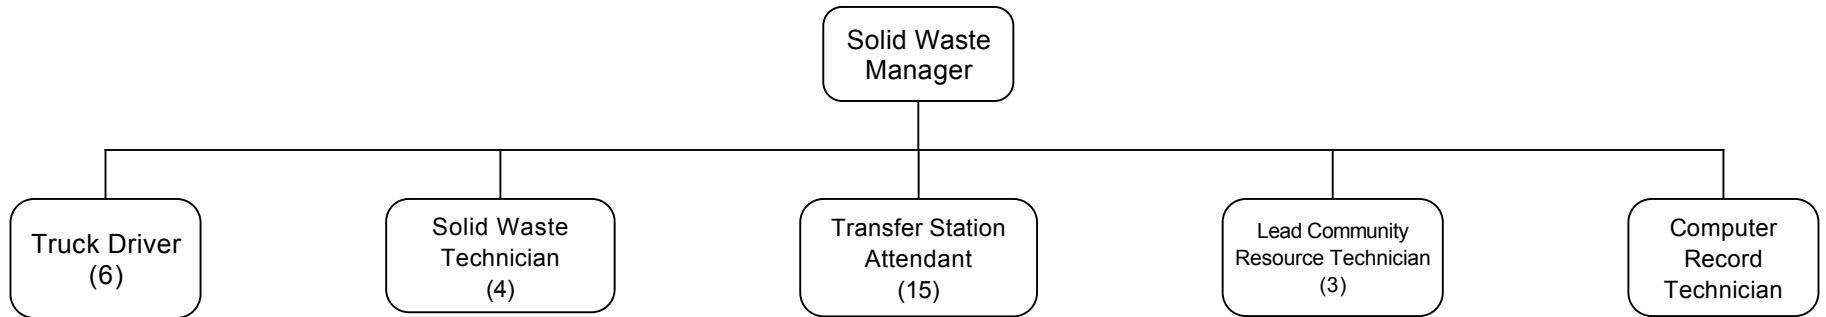 Solid Waste
Manager
Truck Driver
(6)
Solid Waste
Technician
(4)
Transfer Station
Attendant
(15)
Lead Community
Resource Technician
(3)
Computer
Record
Technician